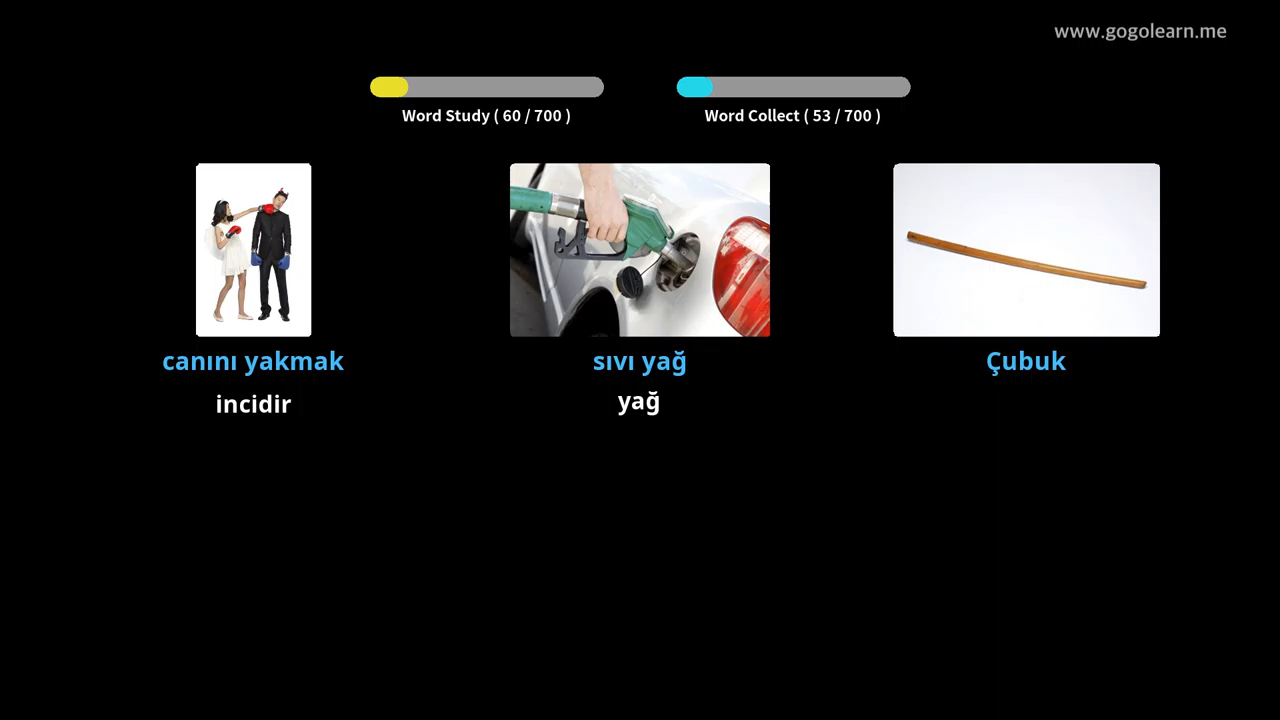 www.gogolearn.me
Word Study ( 60 / 700 )
Word Collect ( 53 / 700 )
canını yakmak
sıvı yağ
Çubuk
incidir
yağ